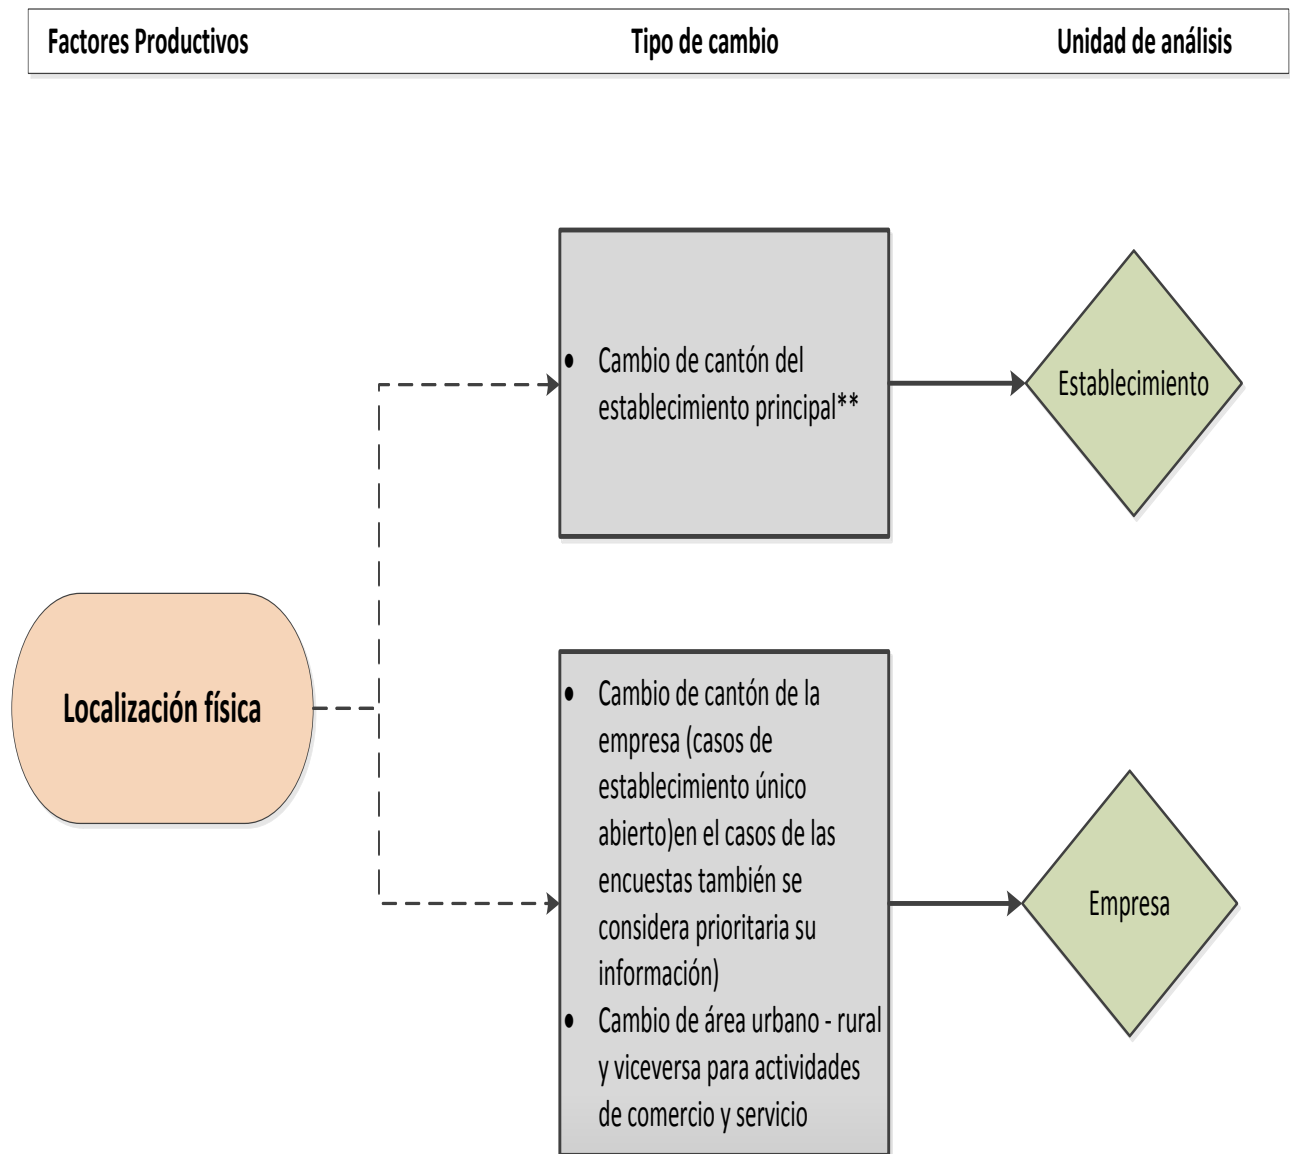 Factores Productivos Tipo de cambio Unidad de análisis
• Cambio de cantón del
establecimiento principal**
Establecimiento
Localización física
• Cambio de cantón de la
empresa (casos de
establecimiento único
abierto)en el casos de las
encuestas también se
considera prioritaria su
información)
• Cambio de área urbano - rural
y viceversa para actividades
de comercio y servicio
Empresa